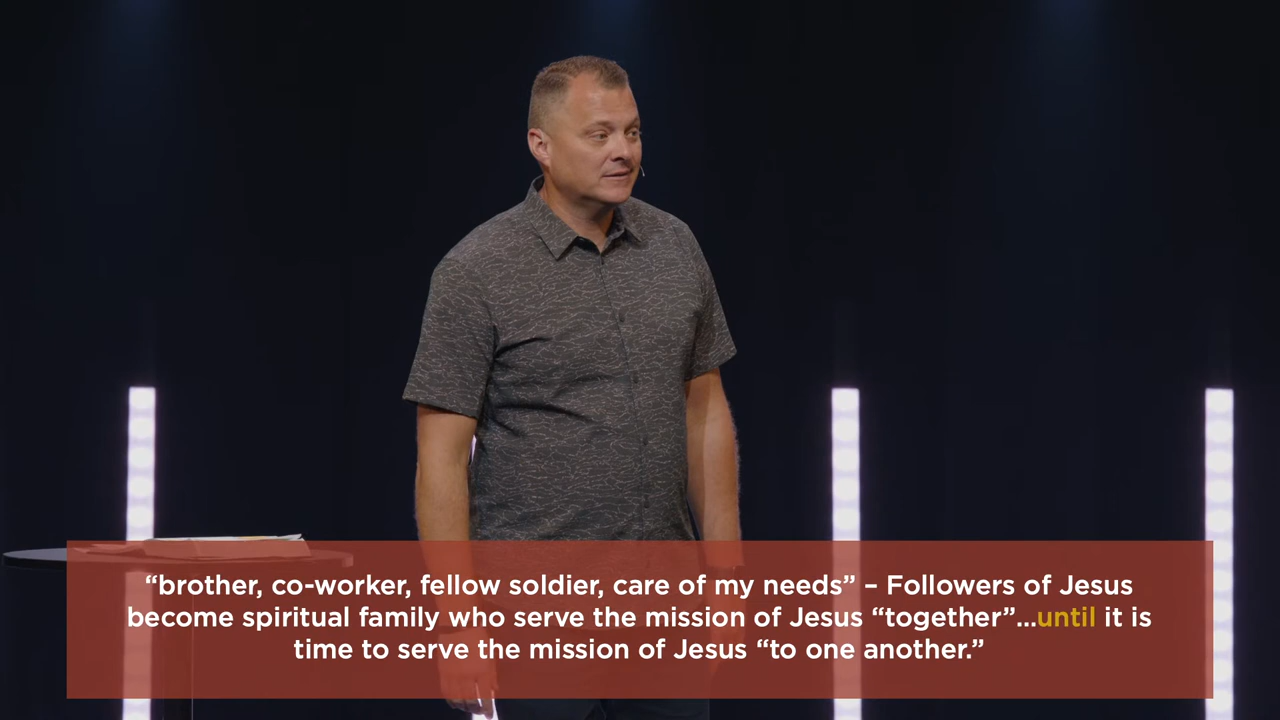 “brother, co-worker, fellow soldier, care of my needs” – Followers of Jesus
become spiritual family who serve the mission of Jesus “together”...until it is
time to serve the mission of Jesus “to one another.”